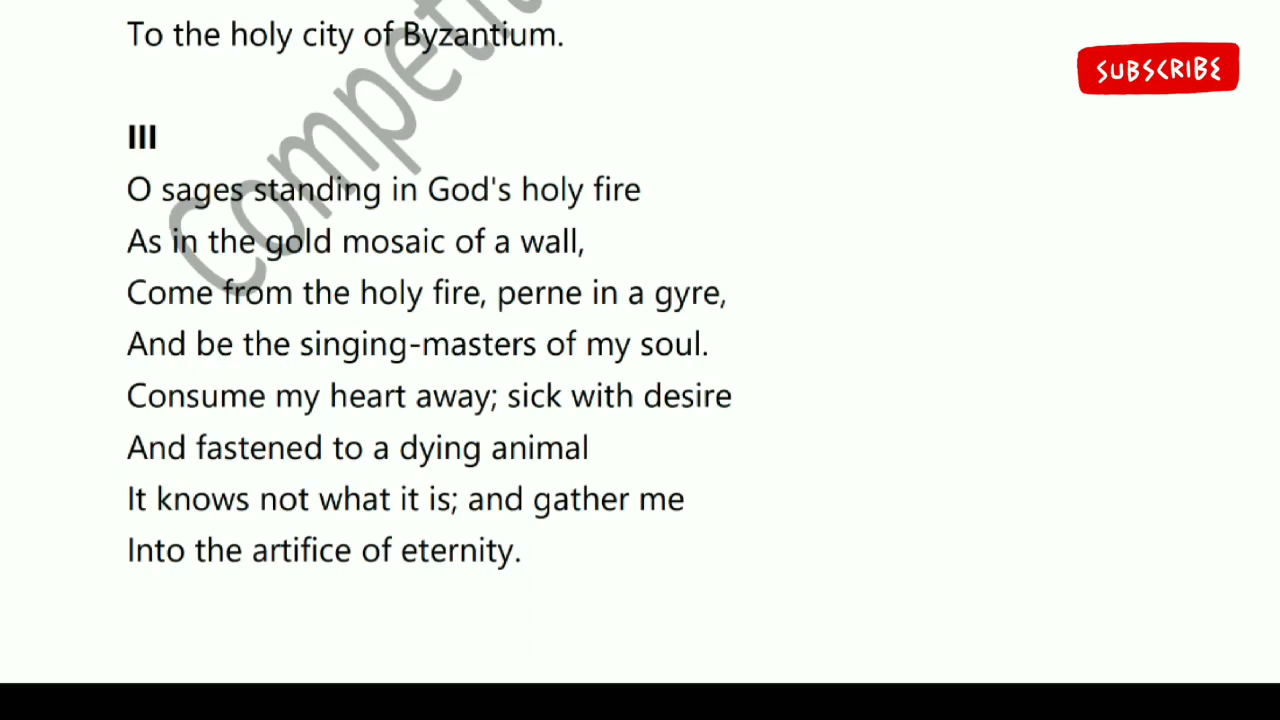 To the holy city of Byzantium.
SUBSCRIBE
III
O sages standing in God's holy fire
As in the gold mosaic of a wall,
Come from the holy fire, perne in a gyre,
And be the singing-masters of my soul.
Consume my heart away; sick with desire
And fastened to a dying animal
It knows not what it is; and gather me
Into the artifice of eternity.